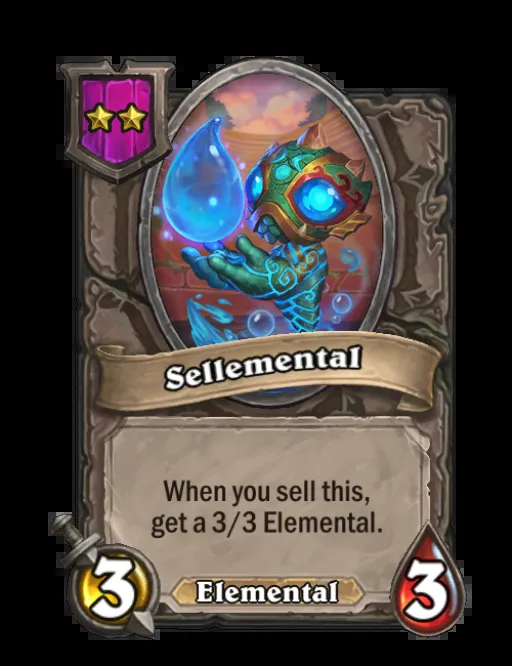 Sellemental
When you sell this,
get a 3/3 Elemental.
3
Elemental
3